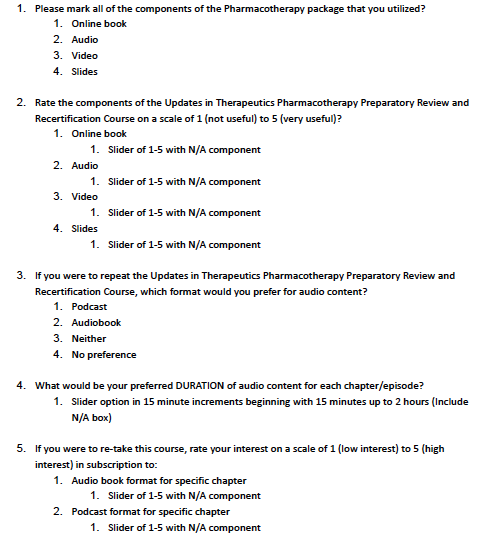 1. Please mark all of the components of the Pharmacotherapy package that you utilized?
1. Online book
2. Audio
3. Video
4. Slides
2. Rate the components of the Updates in Therapeutics Pharmacotherapy Preparatory Review and
Recertification Course on a scale of 1 (not useful) to 5 (very useful)?
1. Online book
1. Slider of 1-5 with N/A component
2. Audio
1. Slider of 1-5 with N/A component
3. Video
1. Slider of 1-5 with N/A component
4. Slides
1. Slider of 1-5 with N/A component
3. If you were to repeat the Updates in Therapeutics Pharmacotherapy Preparatory Review and
Recertification Course, which format would you prefer for audio content?
1. Podcast
2. Audiobook
3. Neither
4. No preference
4. What would be your preferred DURATION of audio content for each chapter/episode?
1. Slider option in 15 minute increments beginning with 15 minutes up to 2 hours (Include
N/A box)
5. If you were to re-take this course, rate your interest on a scale of 1 (low interest) to 5 (high
interest) in subscription to:
1. Audio book format for specific chapter
1. Slider of 1-5 with N/A component
2. Podcast format for specific chapter
1. Slider of 1-5 with N/A component